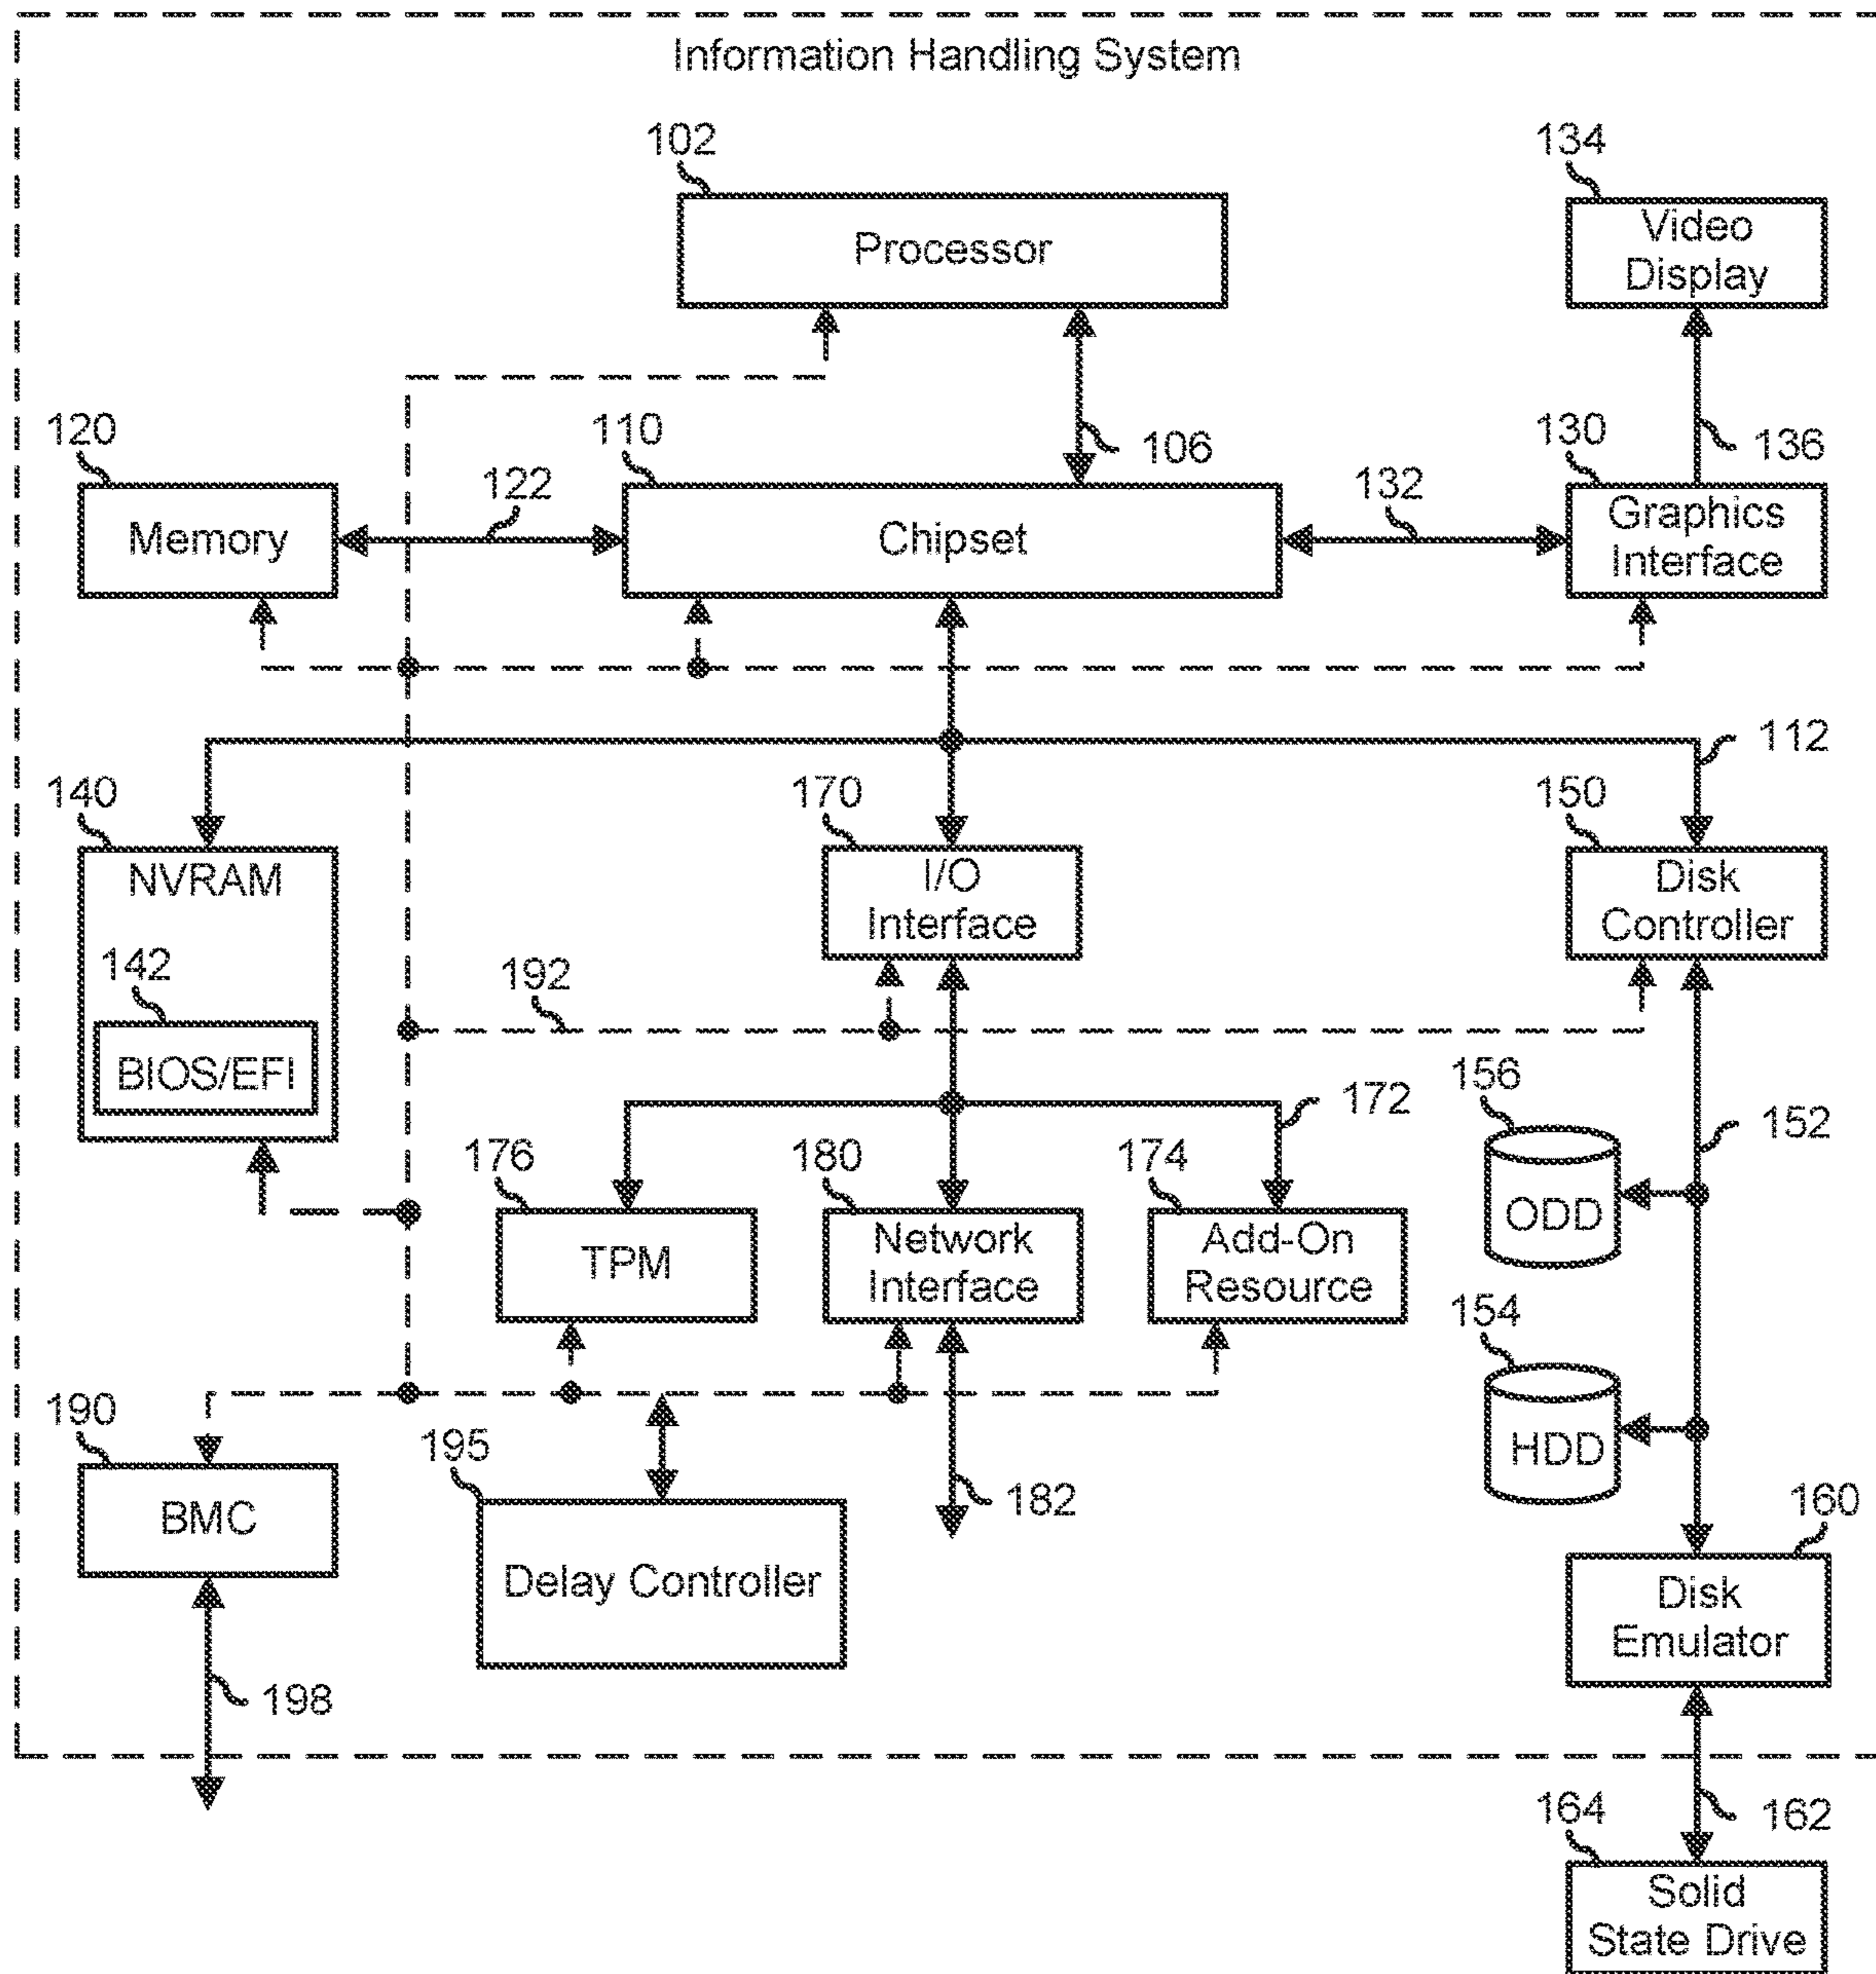 Information Handling System
102
134
Processor
Video
Display
120
110
106
130
136
122
132
Memory
Chipset
Graphics
Interface
112
140
170
150
NVRAM
I/O
Interface
Disk
Controller
142
192
BIOS/EFI
156
172
152
176
180
174
ODD
TPM
Network
Interface
Add-On
Resource
154
190
195
HDD
182
160
BMC
Delay Controller
Disk
Emulator
198
164
162
Solid
State Drive